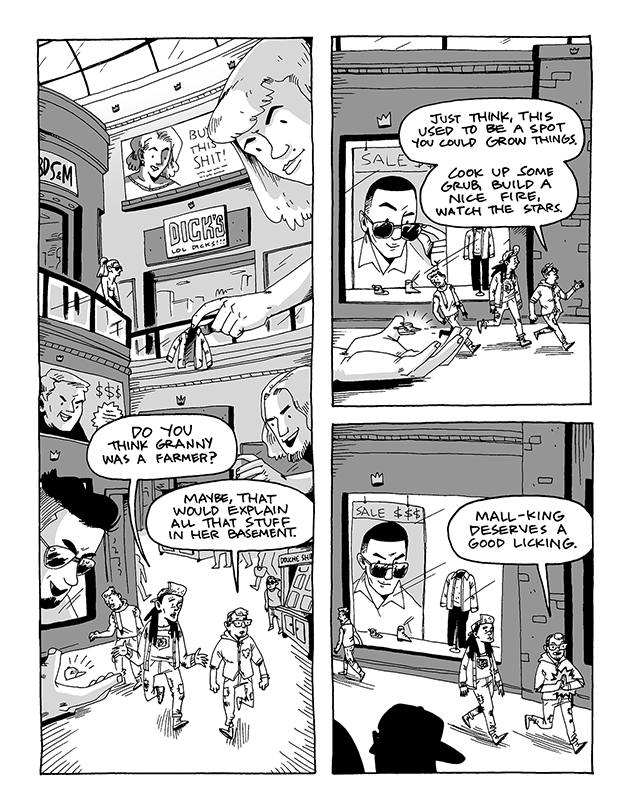 BDS&M
BUY
THIS
SHIT!
DICK'S
LOL DICKS!!!
$$$
DO YOU
THINK GRANNY
WAS A FARMER?
MAYBE, THAT
WOULD EXPLAIN
ALL THAT STUFF
IN HER BASEMENT.
JUST THINK, THIS
USED TO BE A SPOT
YOU COULD GROW THINGS.
COOK UP SOME
GRUB, BUILD A
NICE FIRE,
WATCH THE STARS.
SALE
SALE $$$
MALL-KING
DESERVES A
GOOD LICKING.